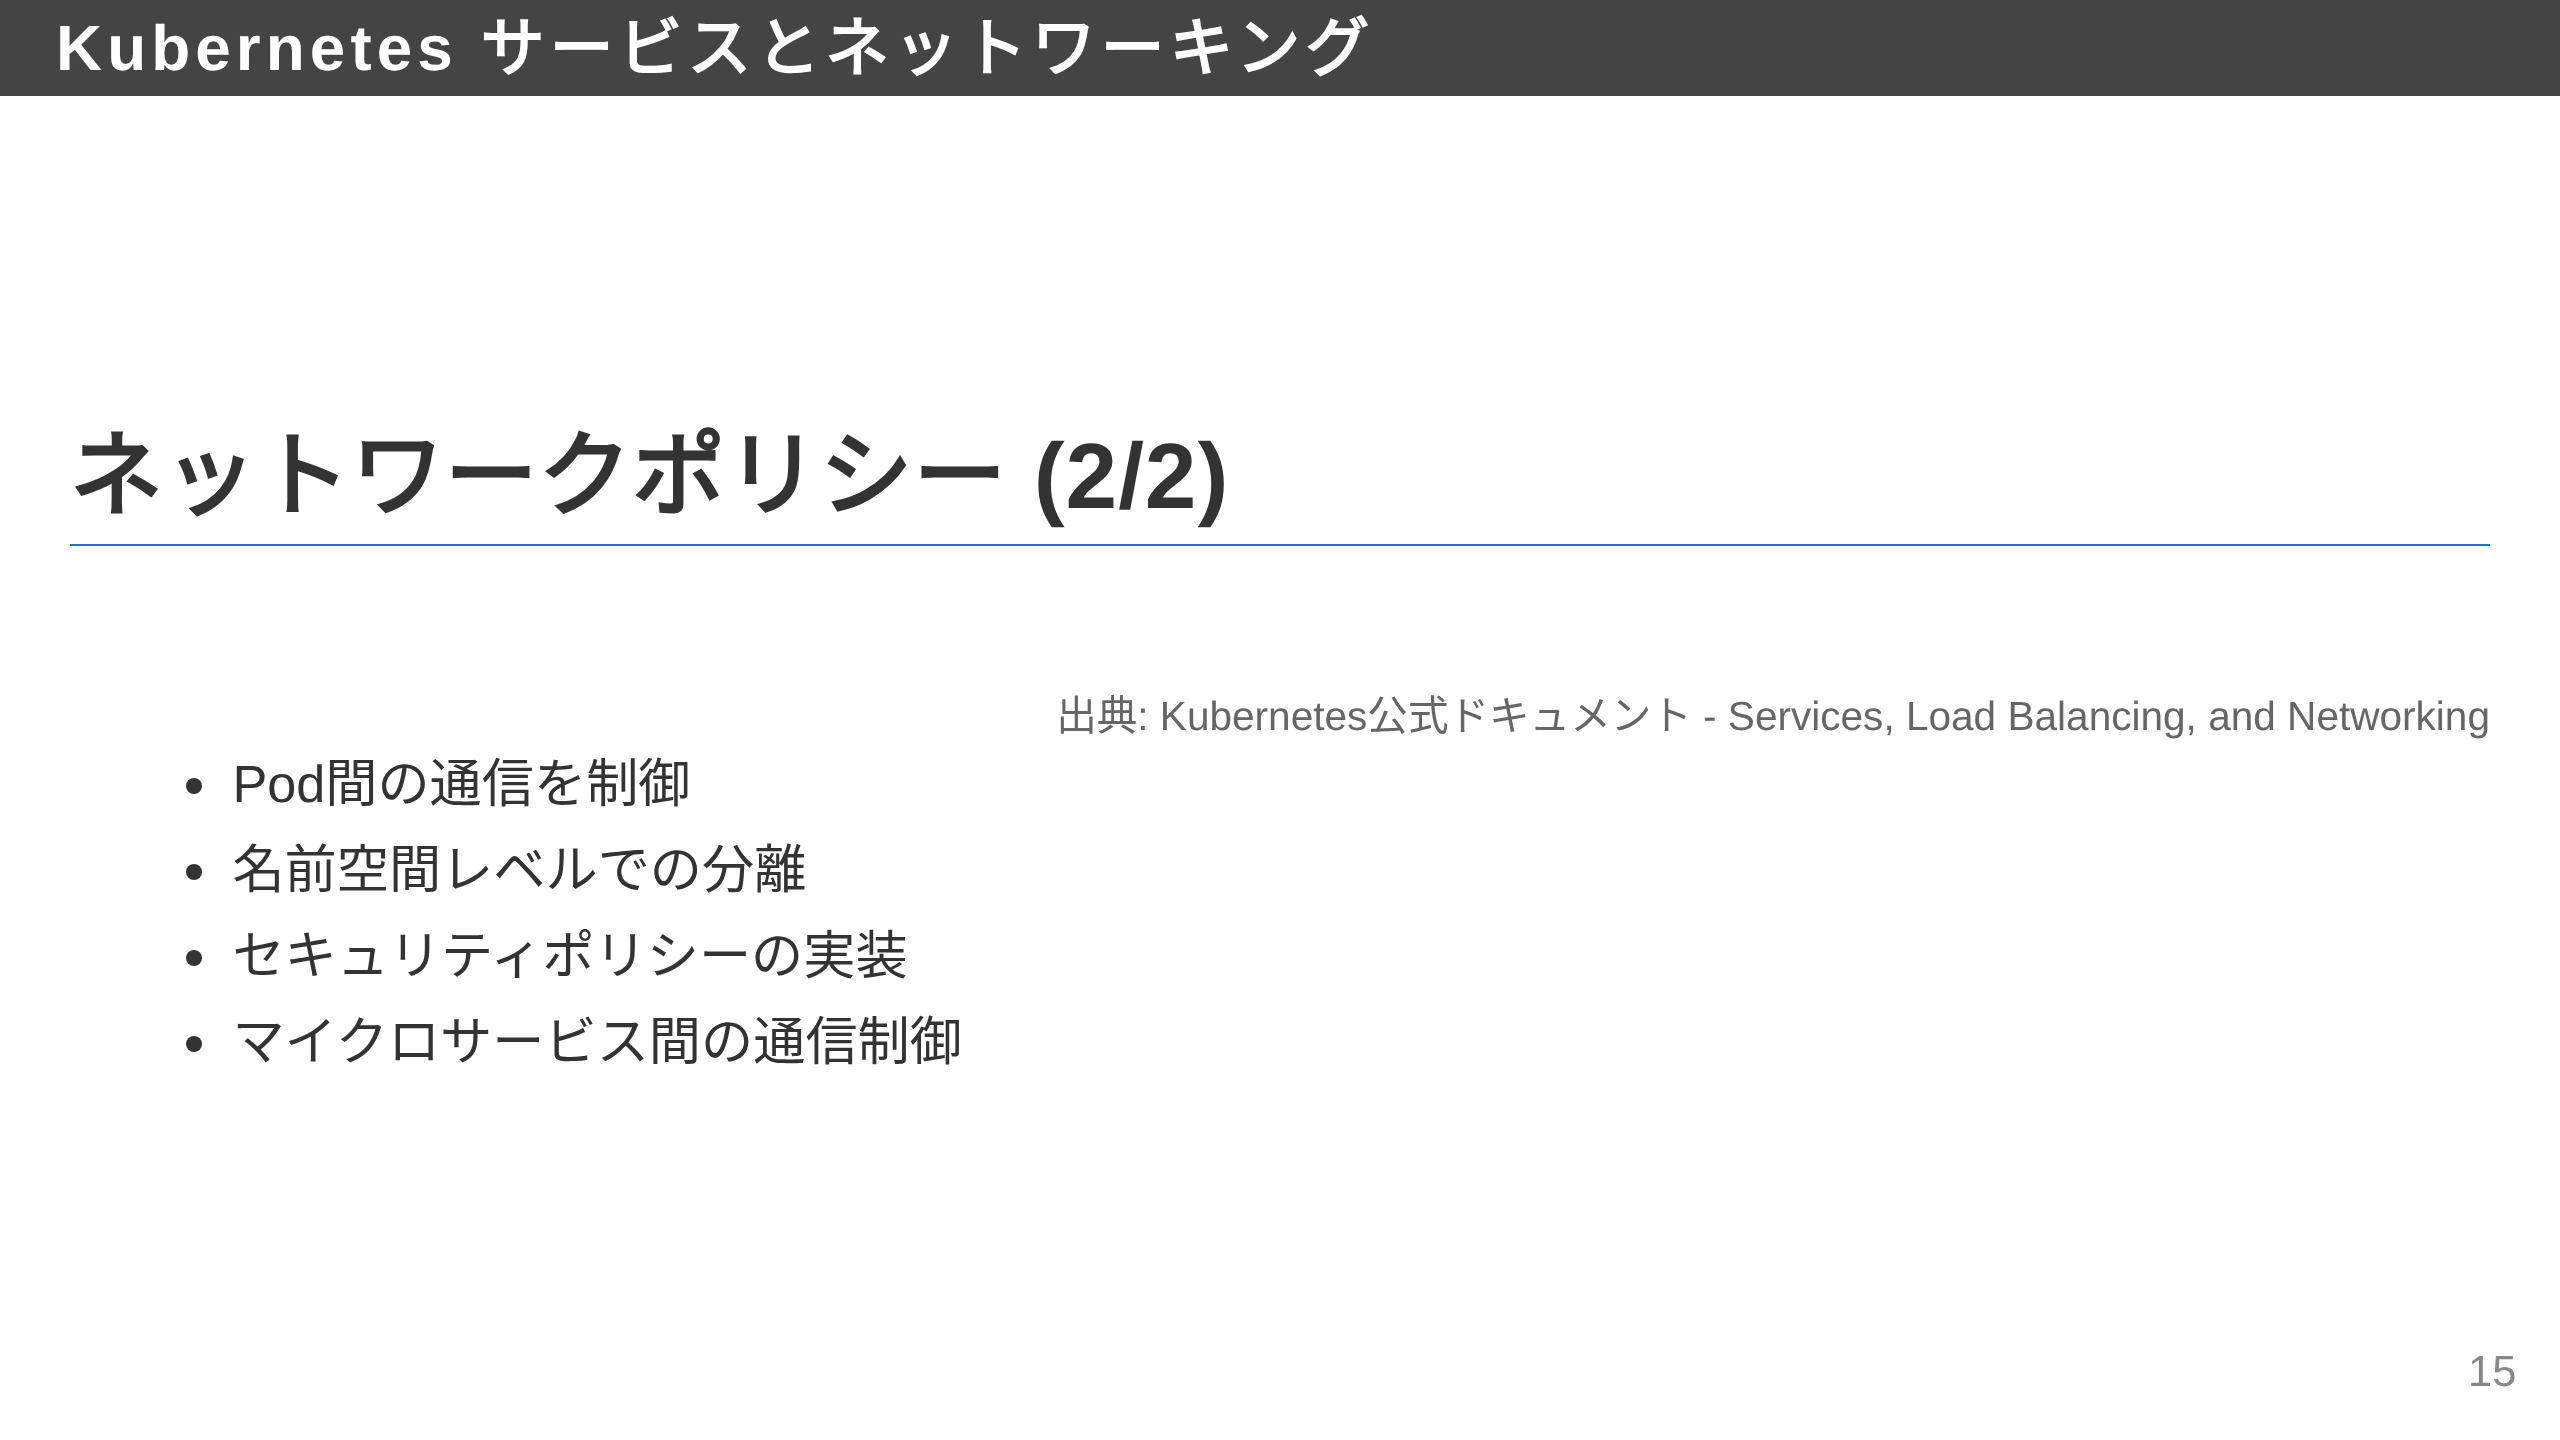 Kubernetes サービスとネットワーキング
ネットワークポリシー (2/2)
出典: Kubernetes公式ドキュメント - Services, Load Balancing, and Networking
• Pod間の通信を制御
• 名前空間レベルでの分離
• セキュリティポリシーの実装
• マイクロサービス間の通信制御
15